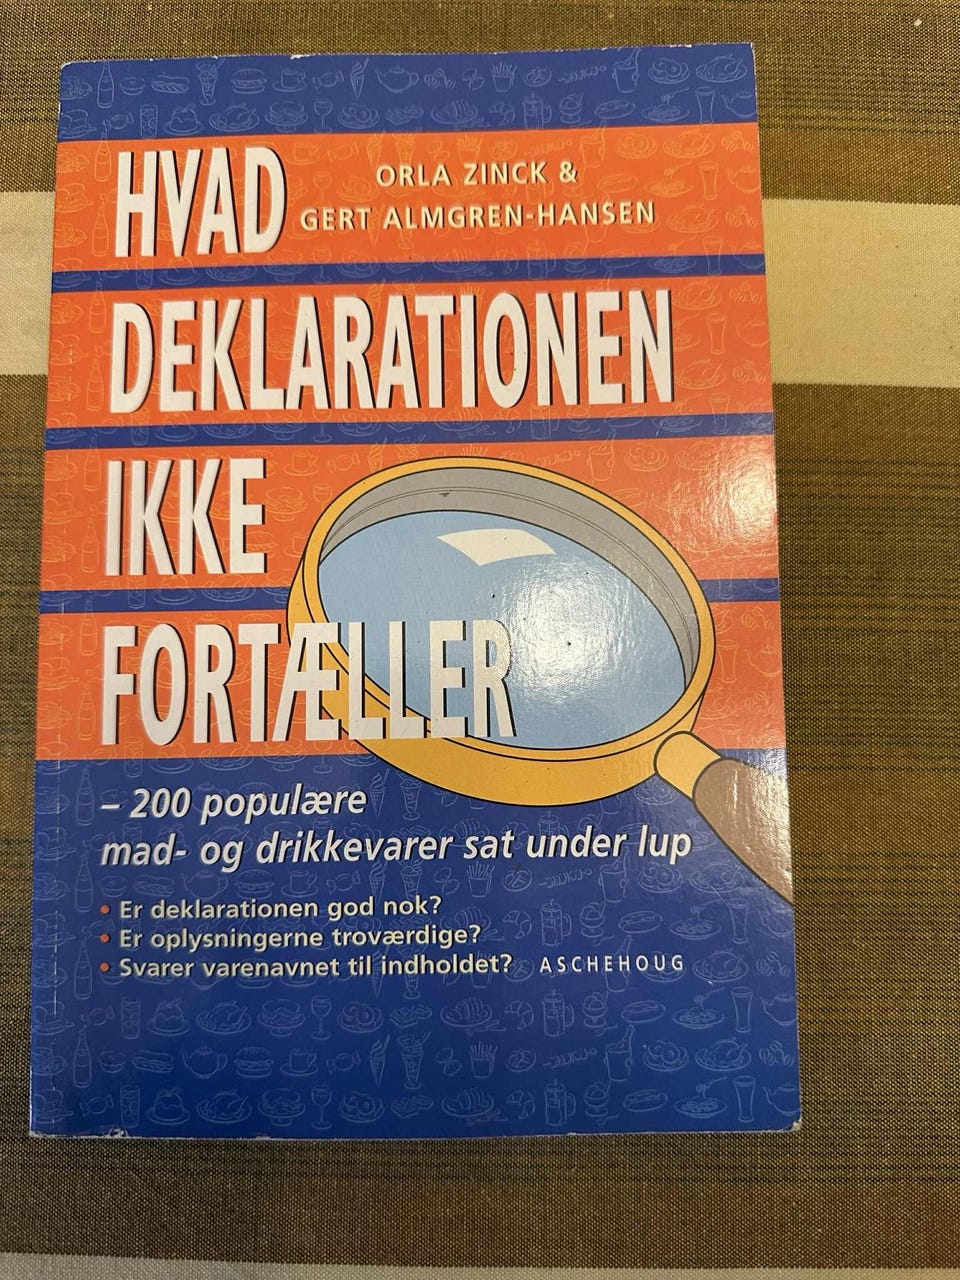 HVAD
ORLA ZINCK &
GERT ALMGREN-HANSEN
DEKLARATIONEN
IKKE
FORTÆLLER
– 200 populære
mad- og drikkevarer sat under lup
• Er deklarationen god nok?
• Er oplysningerne troværdige?
• Svarer varenavnet til indholdet?
ASCHEHOUG